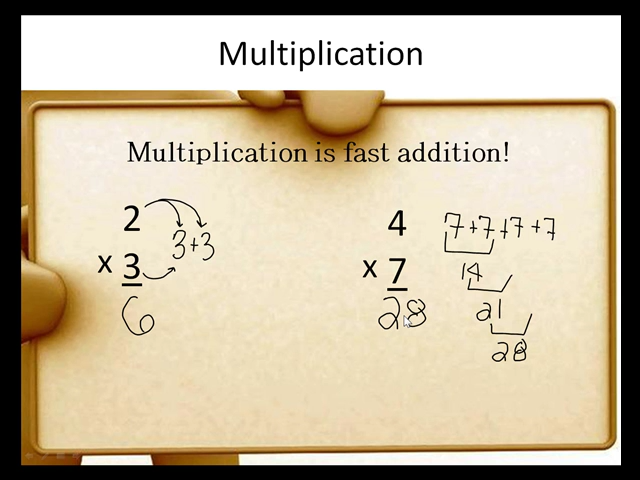 Multiplication
Multiplication is fast addition!
2
x 3
3+3
6
4
x 7
28
7+7+7+7
14
21
28